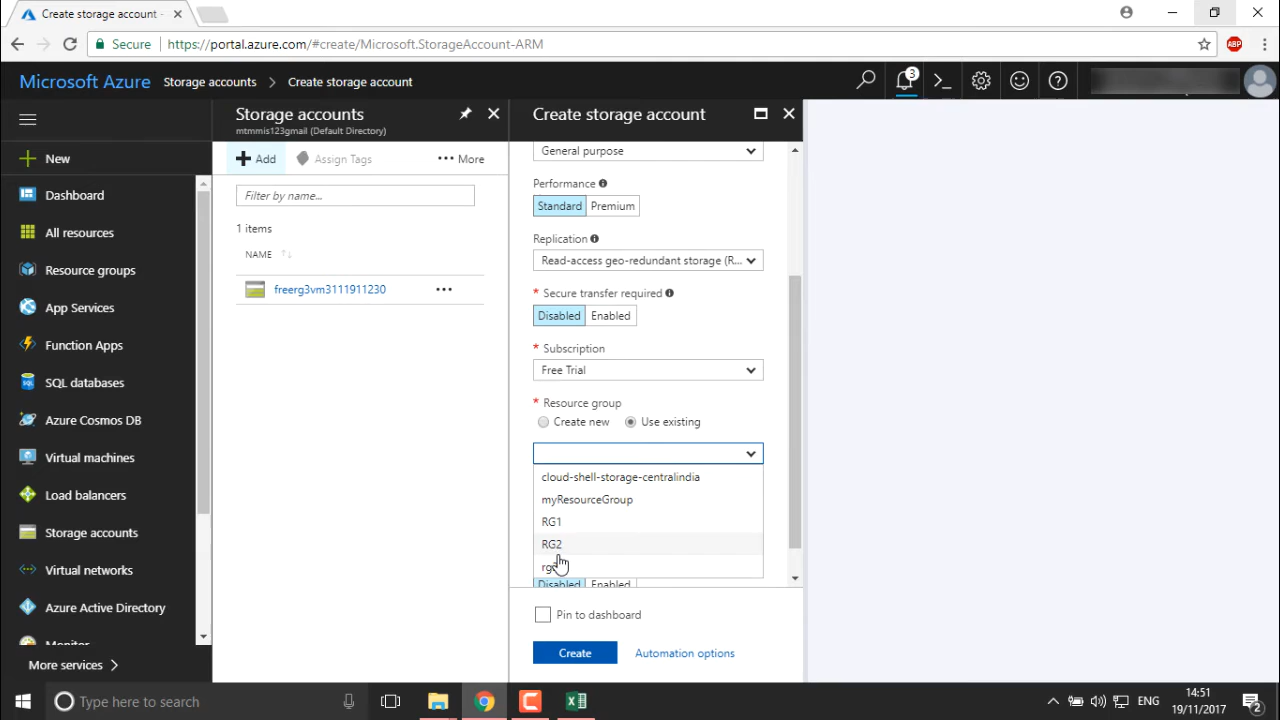 Create storage account -
Secure
https://portal.azure.com/#create/Microsoft.StorageAccount-ARM
ABP
Microsoft Azure
Storage accounts
Create storage account
3
New
Dashboard
All resources
Resource groups
App Services
Function Apps
SQL databases
Azure Cosmos DB
Virtual machines
Load balancers
Storage accounts
Virtual networks
Azure Active Directory
Monitor
More services
Storage accounts
mtmmis123gmail (Default Directory)
Add
Assign Tags
More
Filter by name...
1 items
NAME
freerg3vm3111911230
Create storage account
General purpose
Performance
Standard Premium
Replication
Read-access geo-redundant storage (R...
* Secure transfer required
Disabled Enabled
* Subscription
Free Trial
* Resource group
Create new Use existing
cloud-shell-storage-centralindia
myResourceGroup
RG1
RG2
Disabled Enabled
Pin to dashboard
Create
Automation options
Type here to search
ENG
14:51
19/11/2017
2